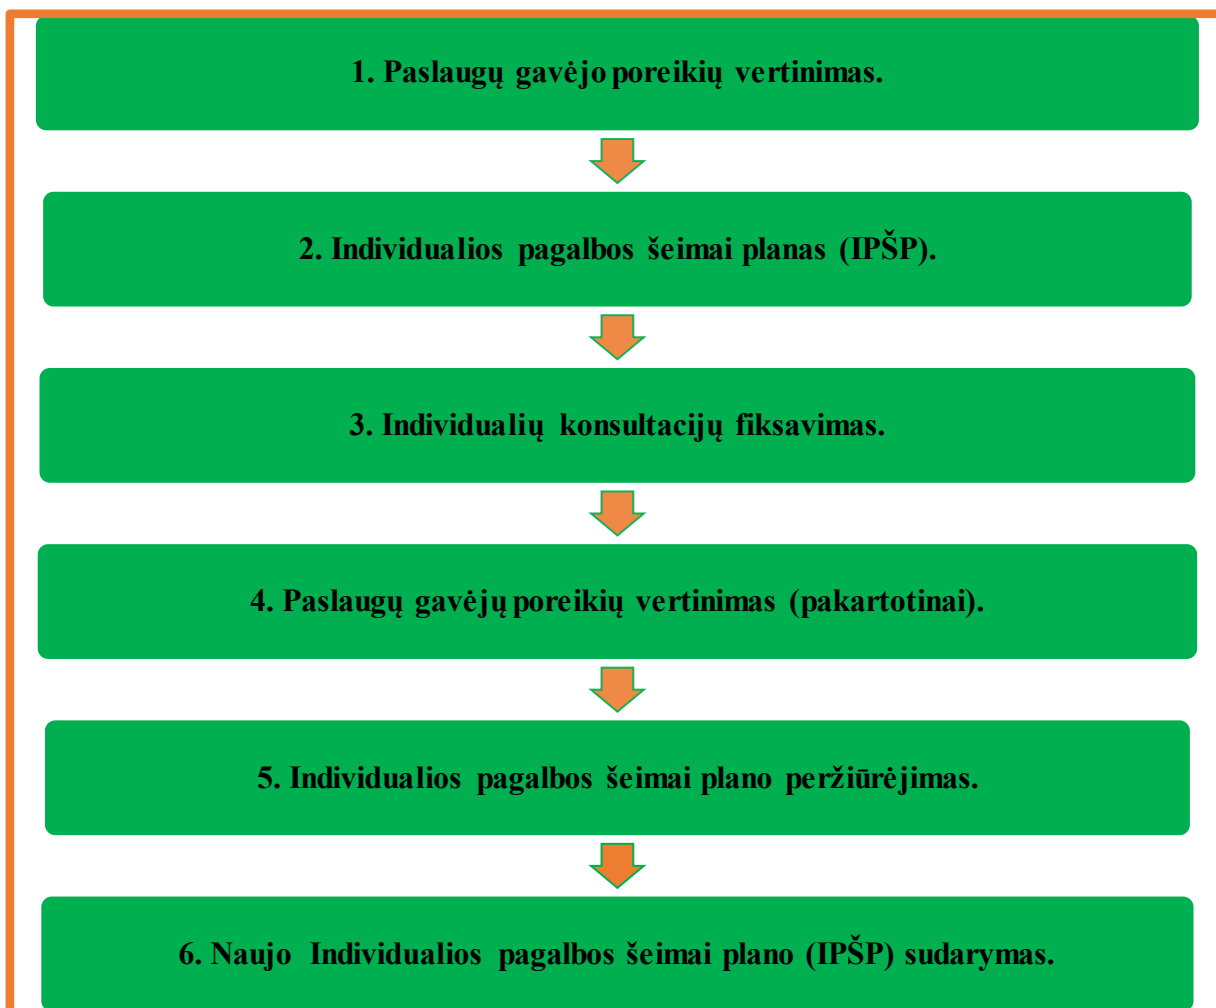 1. Paslaugų gavėjo poreikių vertinimas.
2. Individualios pagalbos šeimai planas (IPŠP).
3. Individualių konsultacijų fiksavimas.
4. Paslaugų gavėjų poreikių vertinimas (pakartotinai).
5. Individualios pagalbos šeimai plano peržiūrėjimas.
6. Naujo Individualios pagalbos šeimai plano (IPŠP) sudarymas.